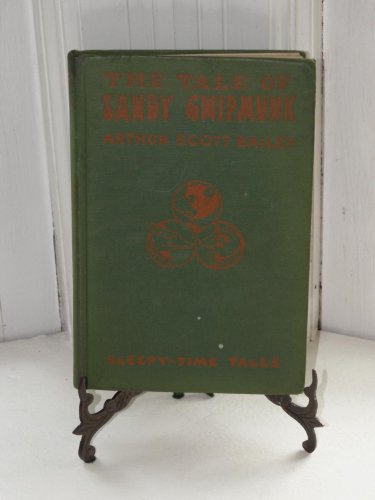 THE TALE OF
SANDY CHIPMUNK
ARTHUR SCOTT BAILEY
SLEEPY-TIME TALES